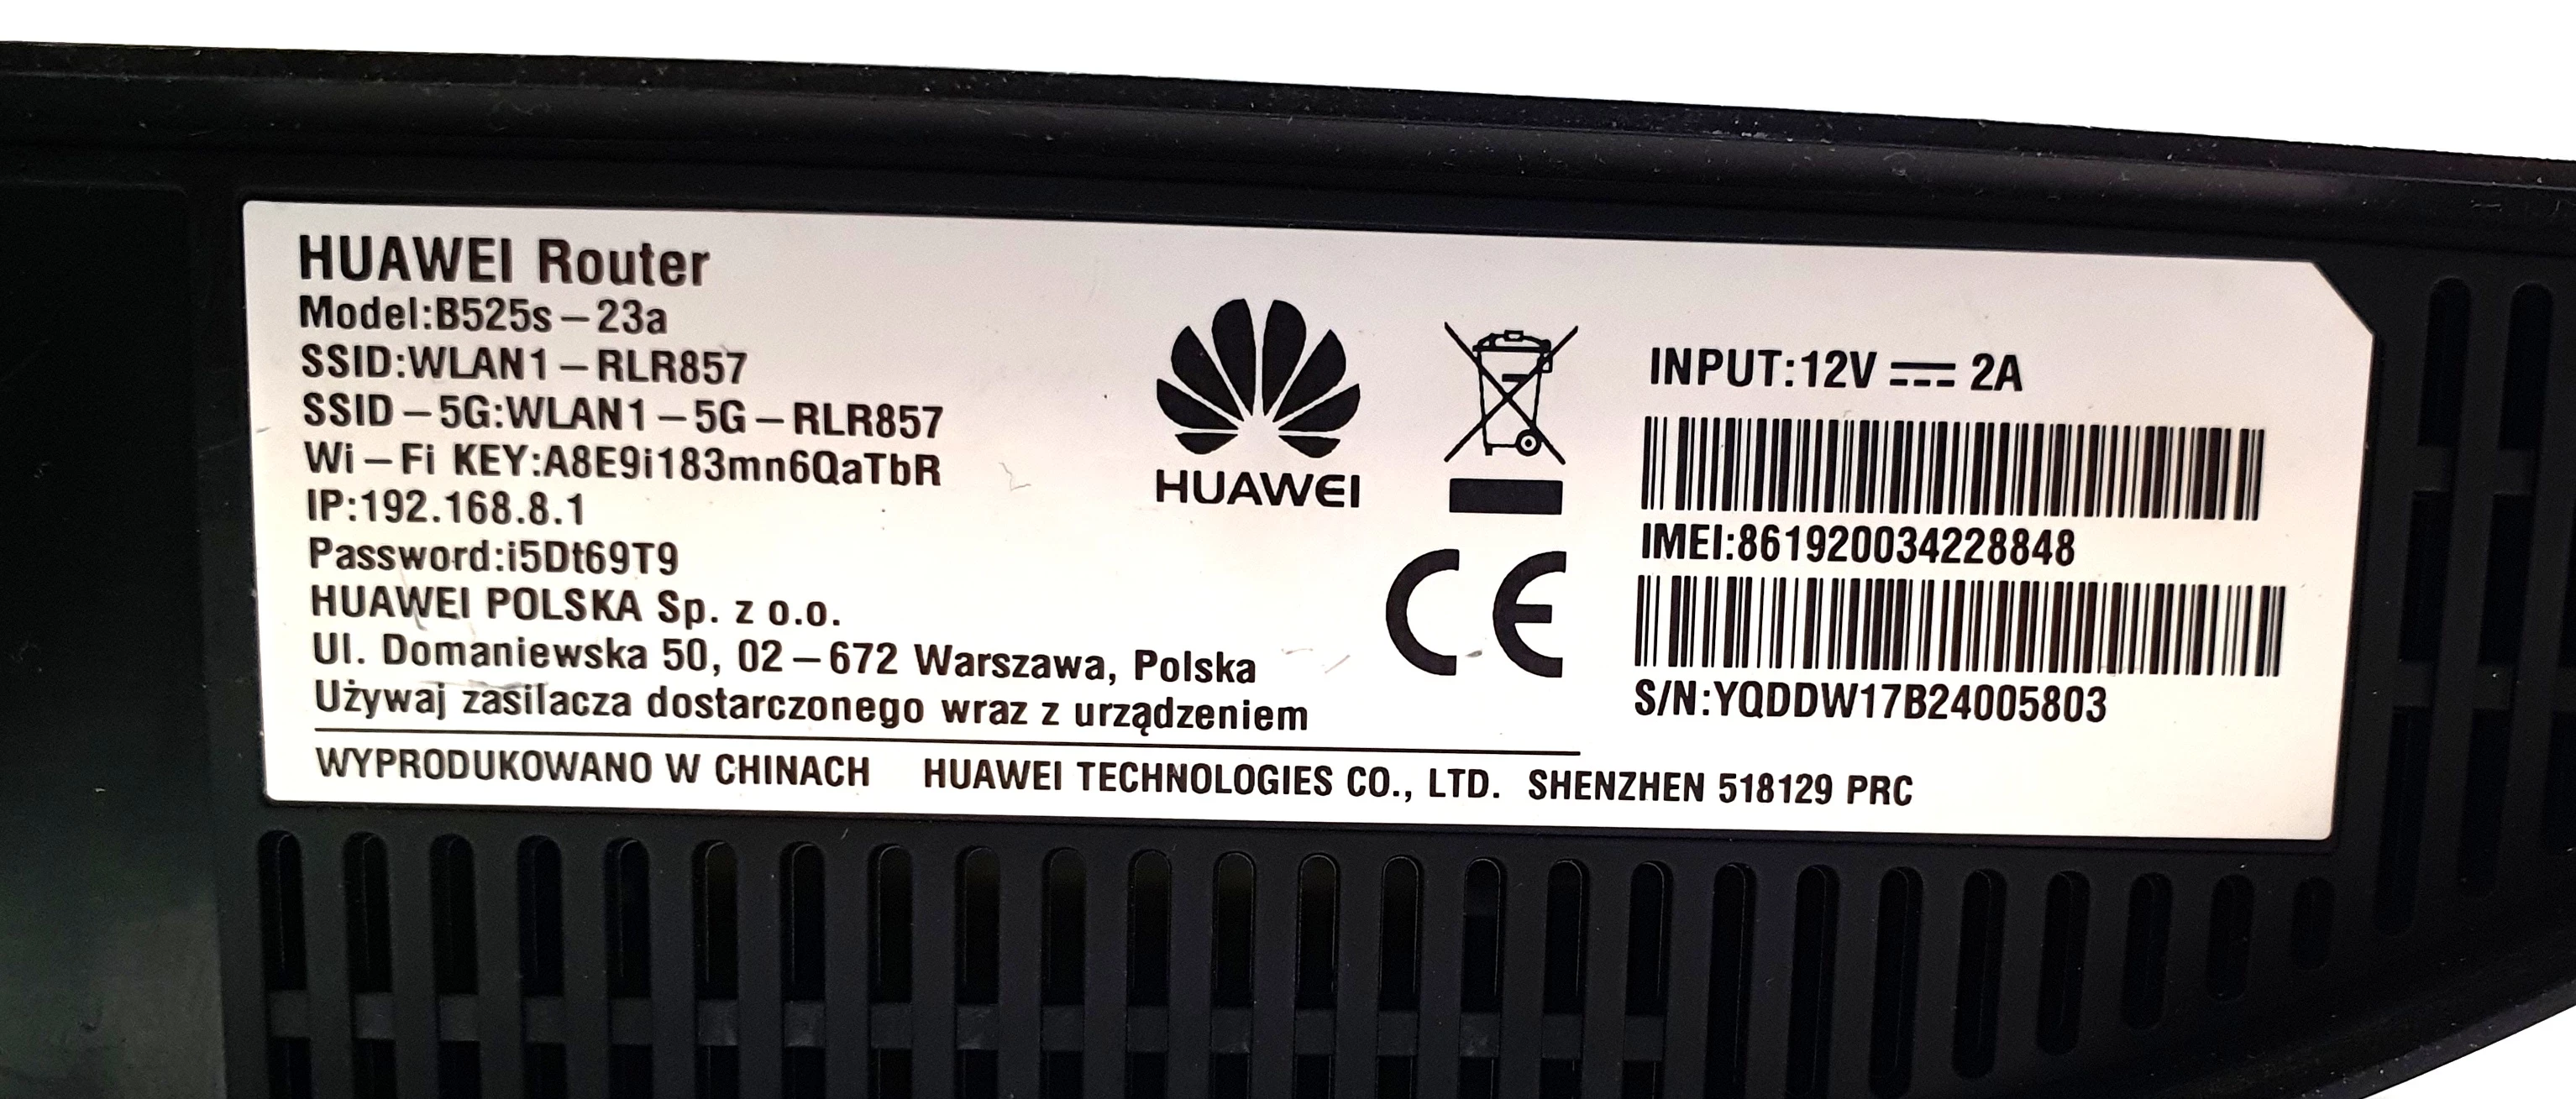 HUAWEI Router
Model:B525s-23a
SSID:WLAN1-RLR857
SSID-5G:WLAN1-5G-RLR857
Wi-Fi KEY:A8E9i183mn6QaTbR
IP:192.168.8.1
Password:i5Dt69T9
HUAWEI POLSKA Sp. z o.o.
Ul. Domaniewska 50, 02-672 Warszawa, Polska
Używaj zasilacza dostarczonego wraz z urządzeniem
WYPRODUKOWANO W CHINACH HUAWEI TECHNOLOGIES CO., LTD. SHENZHEN 518129 PRC
HUAWEI
CE
INPUT:12V ⎓ 2A
IMEI:861920034228848
S/N:YQDDW17B24005803